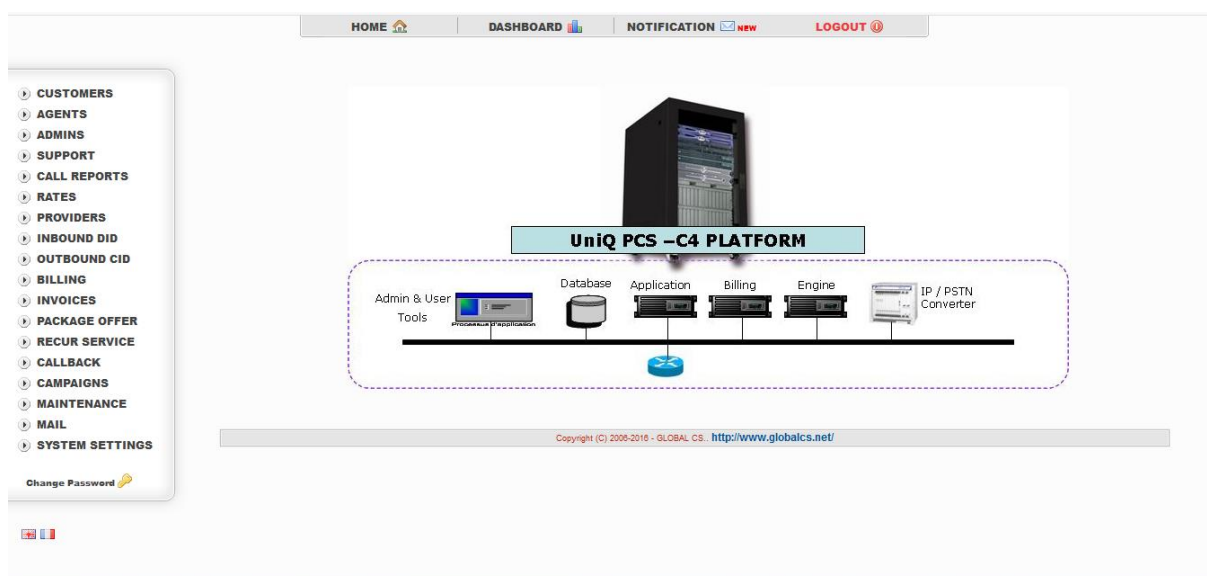 HOME
DASHBOARD
NOTIFICATION NEW
LOGOUT
CUSTOMERS
AGENTS
ADMINS
SUPPORT
CALL REPORTS
RATES
PROVIDERS
INBOUND DID
OUTBOUND CID
BILLING
INVOICES
PACKAGE OFFER
RECUR SERVICE
CALLBACK
CAMPAIGNS
MAINTENANCE
MAIL
SYSTEM SETTINGS
Change Password
UniQ PCS –C4 PLATFORM
Admin & User
Tools
Processus d'application
Database
Application
Billing
Engine
IP / PSTN
Converter
Copyright (C) 2006-2016 - GLOBAL CS.. http://www.globalcs.net/